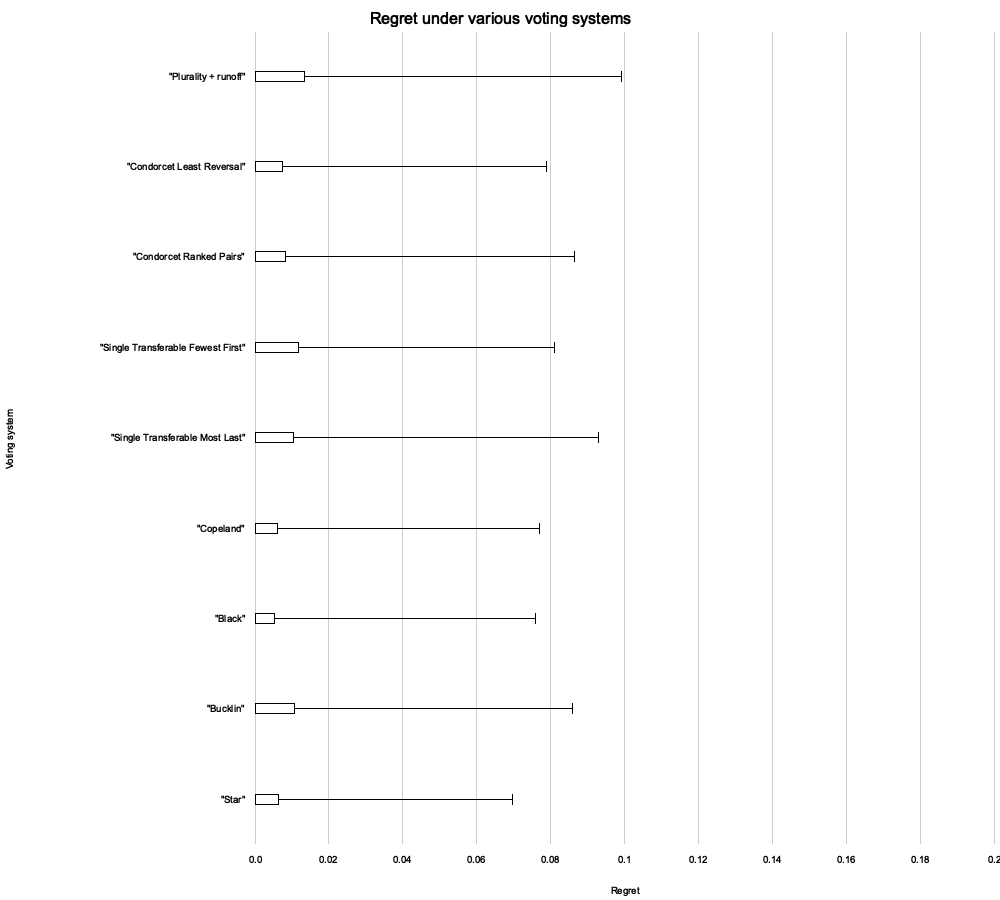 Regret under various voting systems
"Plurality + runoff"
"Condorcet Least Reversal"
"Condorcet Ranked Pairs"
"Single Transferable Fewest First"
"Single Transferable Most Last"
"Copeland"
"Black"
"Bucklin"
"Star"
Voting system
0.0 0.02 0.04 0.06 0.08 0.1 0.12 0.14 0.16 0.18 0.2
Regret